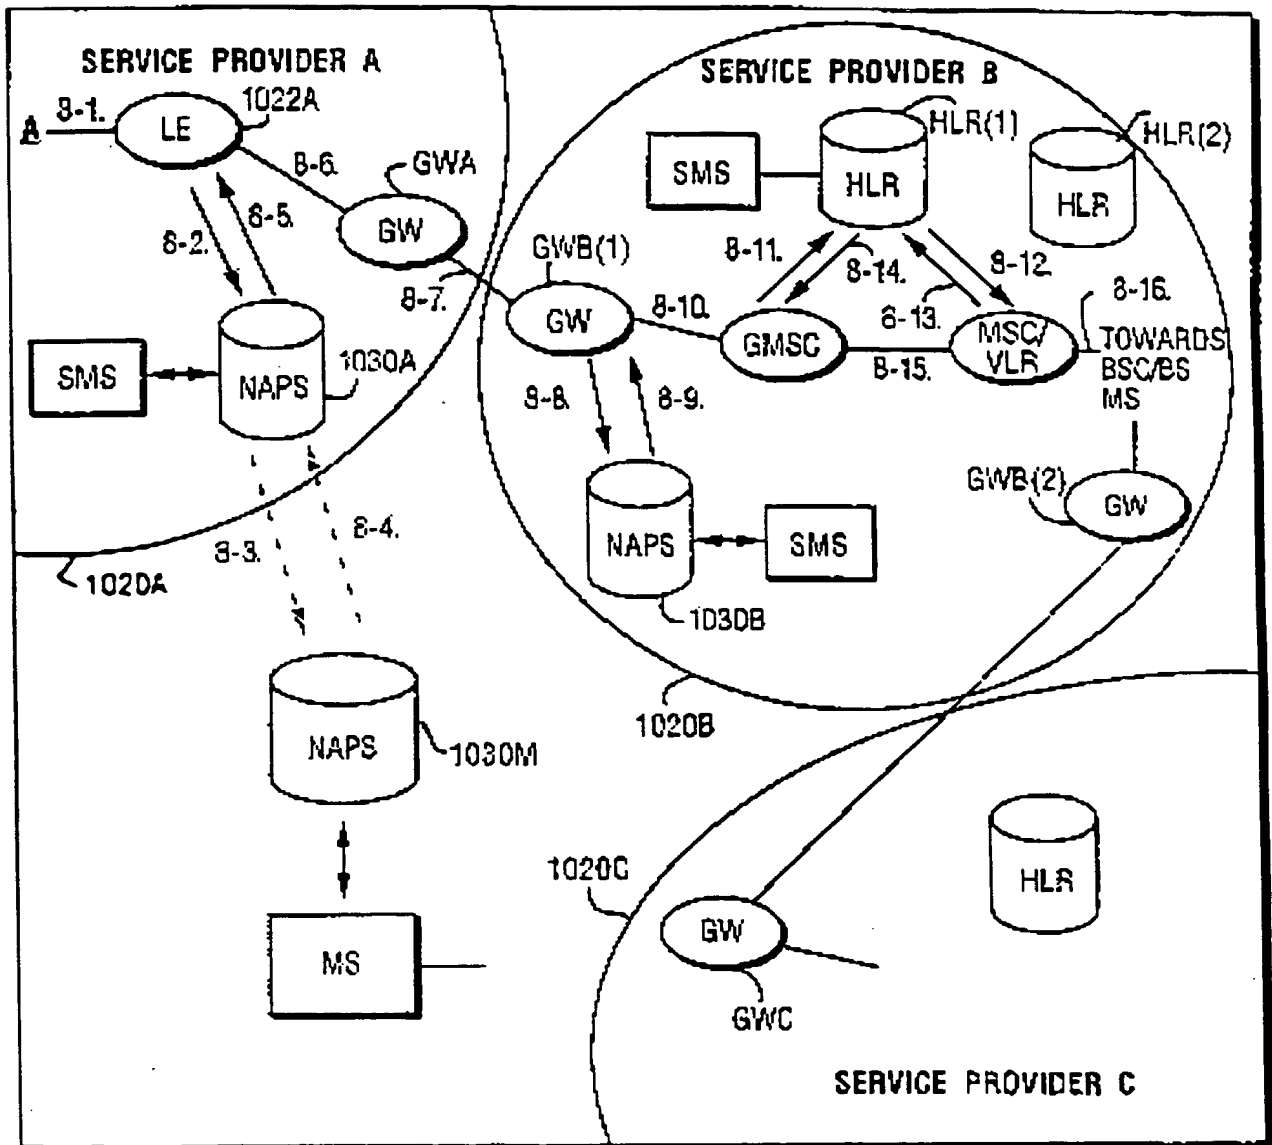 SERVICE PROVIDER A
A
8-1.
LE
1022A
8-6.
GWA
GW
8-5.
8-2.
8-7.
SMS
NAPS
1030A
8-3.
8-4.
1020A
NAPS
1030M
MS
SERVICE PROVIDER B
HLR(1)
HLR(2)
SMS
HLR
HLR
8-11.
8-14.
8-12.
8-13.
8-16.
GWB(1)
GW
8-10.
GMSC
8-15.
MSC/
VLR
TOWARDS
BSC/BS
MS
8-8.
8-9.
GWB(2)
GW
NAPS
SMS
1030B
1020B
1020C
HLR
GW
GWC
SERVICE PROVIDER C